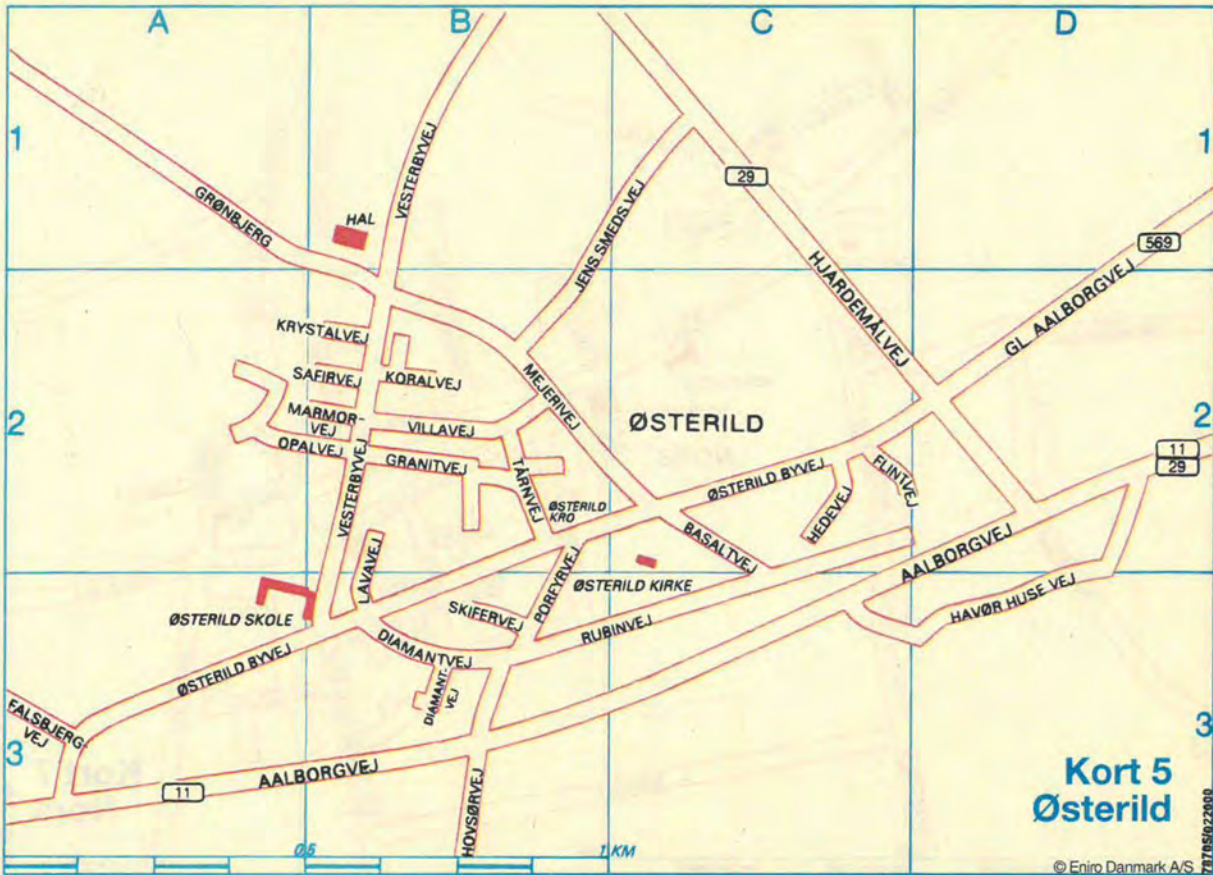 A
B
C
D
1
1
VESTERBYVEJ
29
GRØNBJERG
HAL
JENS SMEDS VEJ
569
HJARDEMÅLVEJ
GL. AALBORGVEJ
KRYSTALVEJ
SAFIRVEJ
KORALVEJ
MEJERIVEJ
MARMOR-
VEJ
VILLAVEJ
ØSTERILD
2
2
OPALVEJ
GRANITVEJ
TÅRNVEJ
VESTERBYVEJ
ØSTERILD BYVEJ
FLINTVEJ
11
29
HEDEVEJ
ØSTERILD
KRO
BASALTVEJ
LAVAVEJ
AALBORGVEJ
PORFYRVEJ
ØSTERILD KIRKE
ØSTERILD SKOLE
SKIFERVEJ
RUBINVEJ
HAVØR HUSE VEJ
DIAMANTVEJ
ØSTERILD BYVEJ
DIAMANT-
VEJ
FALSBJERG-
VEJ
3
3
AALBORGVEJ
11
HOVSØRVEJ
Kort 5
Østerild
0,5
1 KM
© Eniro Danmark A/S